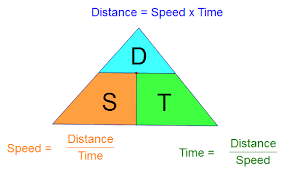 Distance = Speed x Time
D
S T
Speed = Distance
Time
Time = Distance
Speed